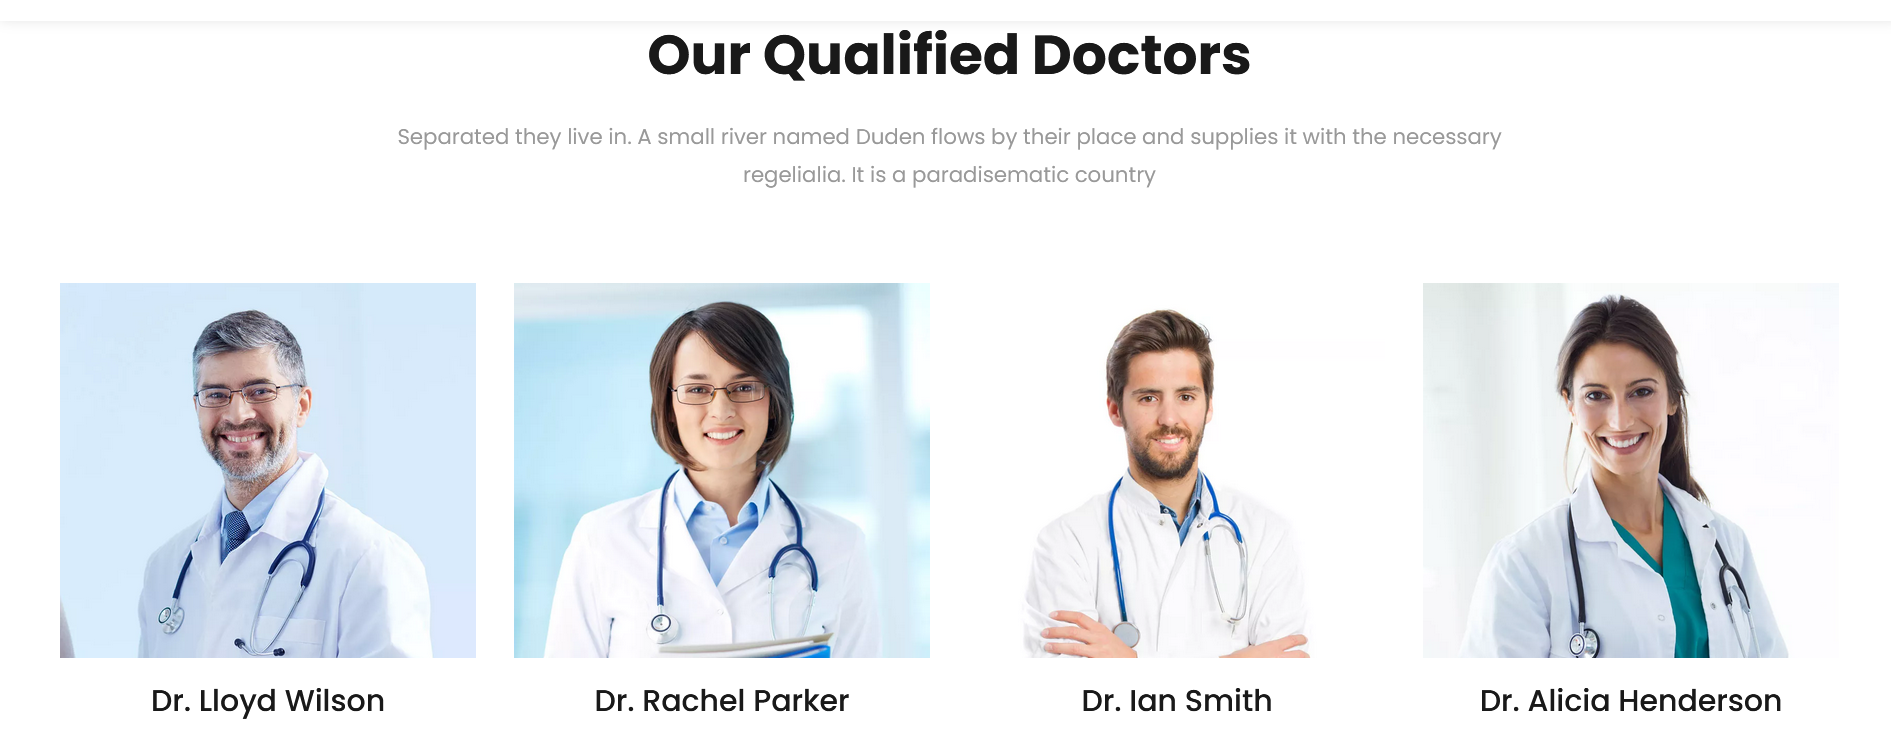 Our Qualified Doctors
Separated they live in. A small river named Duden flows by their place and supplies it with the necessary
regelialia. It is a paradisematic country
Dr. Lloyd Wilson
Dr. Rachel Parker
Dr. Ian Smith
Dr. Alicia Henderson